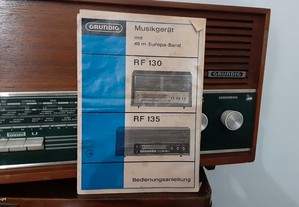 GRUNDIG
Musikgerät
mit
49 m Europa-Band
RF 130
RF 135
Bedienungsanleitung
GRUNDIG